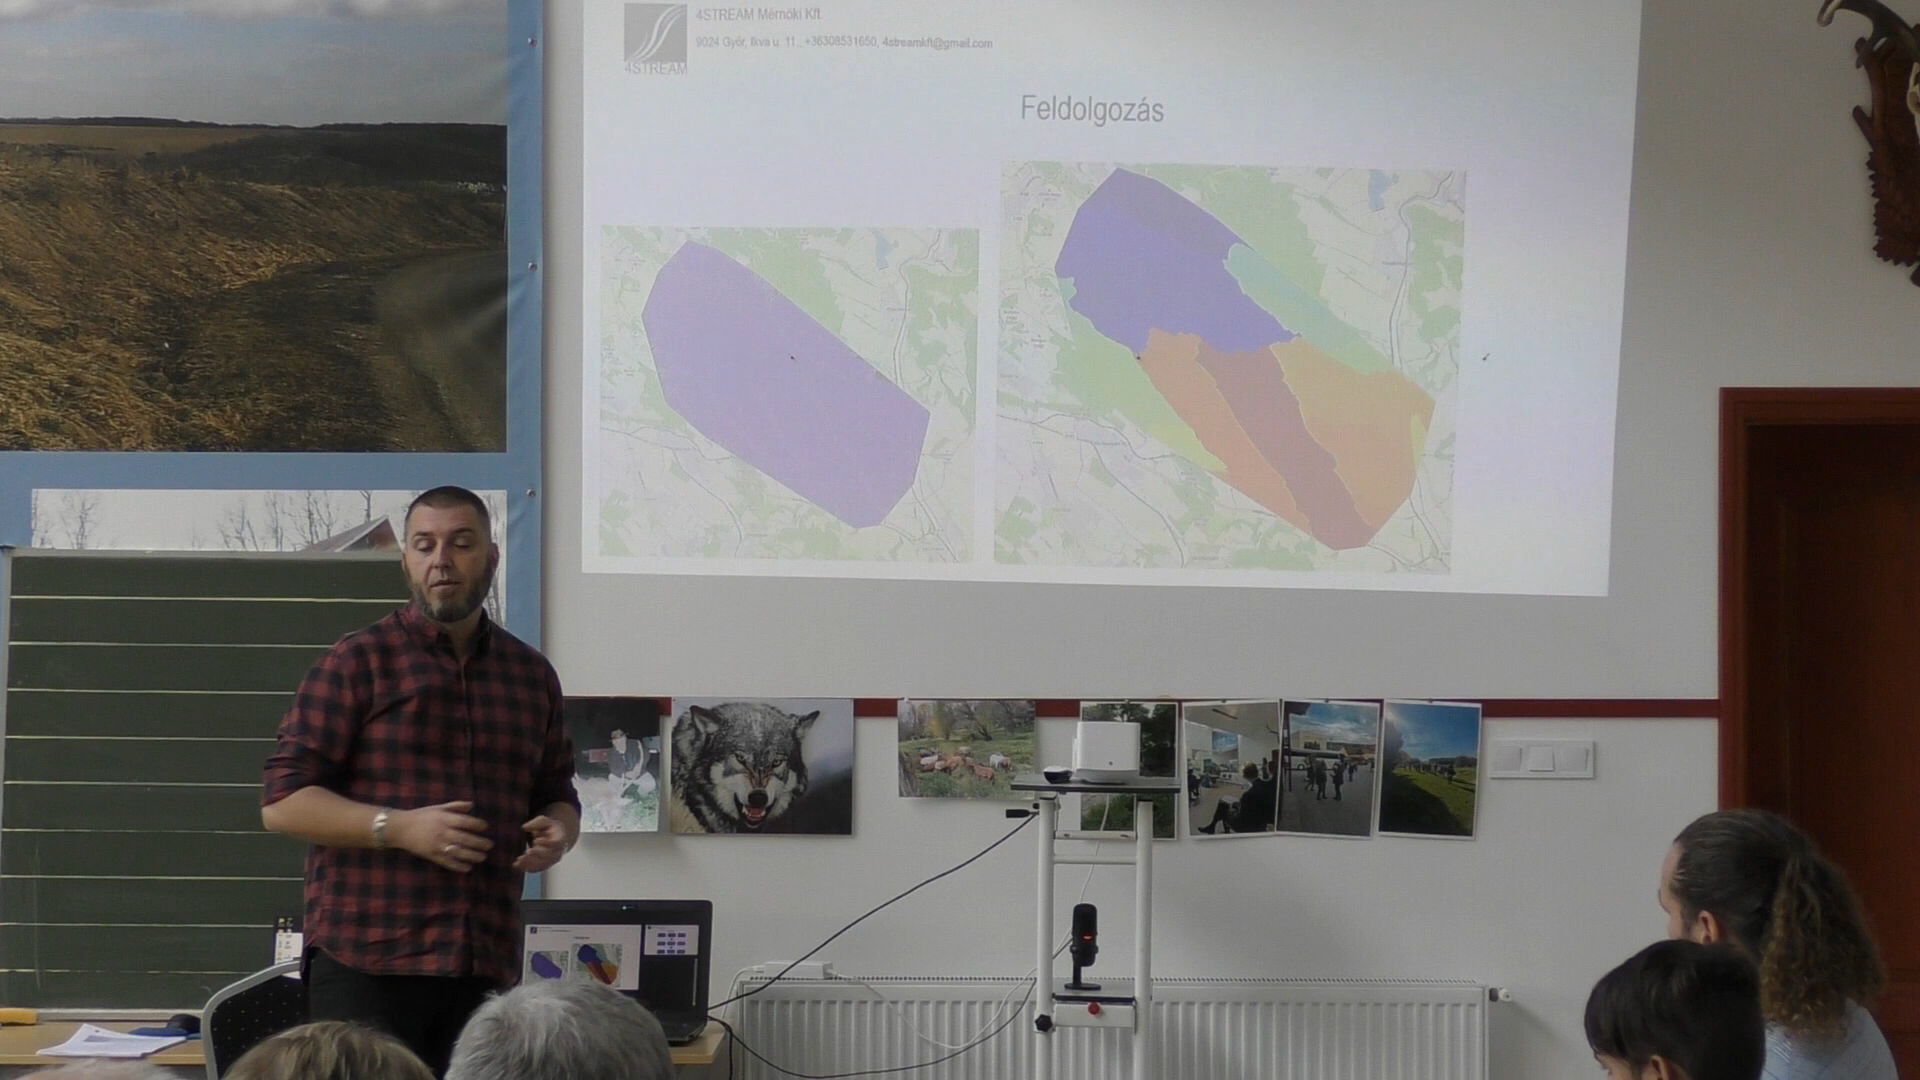 4STREAM Mérnöki Kft.
9024 Győr, Ikva u. 11., +36308531650, 4streamkft@gmail.com
4STREAM
Feldolgozás